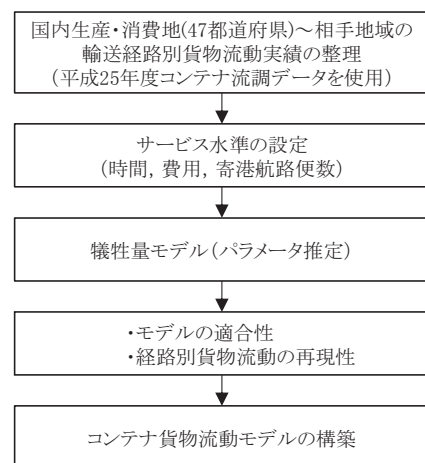 国内生産・消費地(47都道府県)～相手地域の
輸送経路別貨物流動実績の整理
(平成25年度コンテナ流調データを使用)
サービス水準の設定
(時間, 費用, 寄港航路便数)
犠牲量モデル(パラメータ推定)
・モデルの適合性
・経路別貨物流動の再現性
コンテナ貨物流動モデルの構築